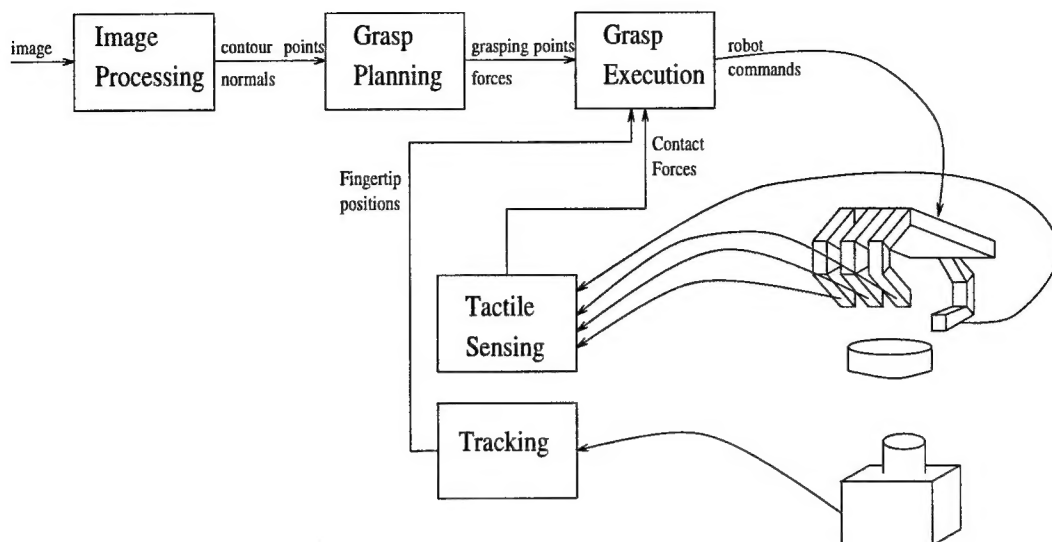 image
Image
Processing
contour points
normals
Grasp
Planning
grasping points
forces
Grasp
Execution
robot
commands
Fingertip
positions
Contact
Forces
Tactile
Sensing
Tracking